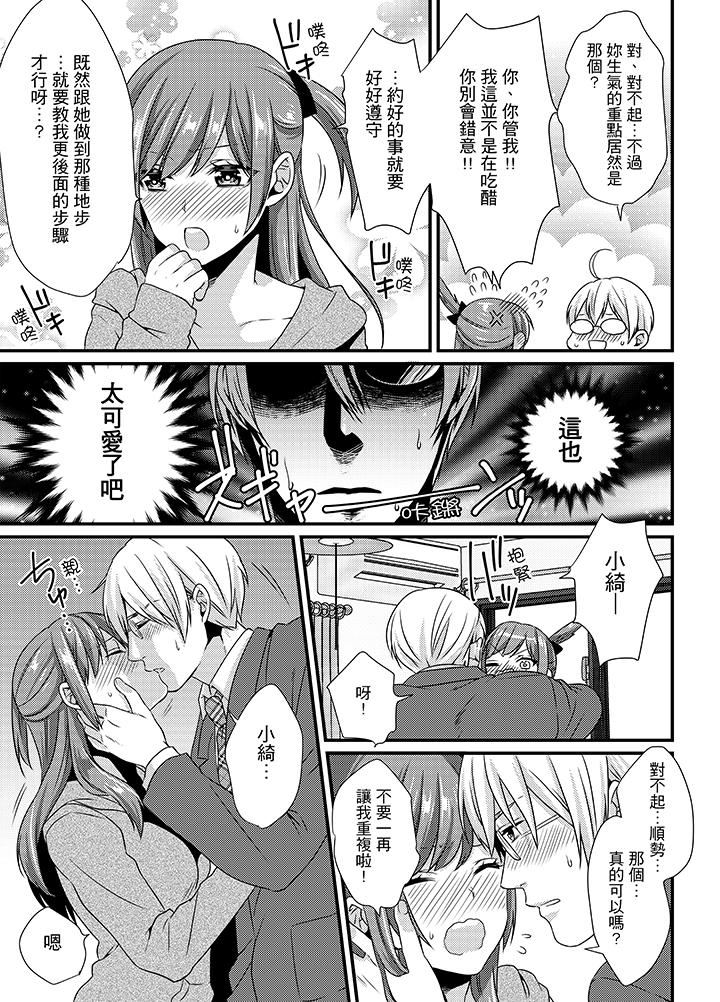 對、對不起…不過
妳生氣的重點居然是
那個？
你、你管我!!
我這並不是在吃醋
你別會錯意!!
…約好的事就要
好好遵守
噗咚
既然跟她做到那種地步
…就要教我更後面的步驟
才行呀…？
噗咚
噗咚
ドキ
ドキ
這也
太可愛了吧
ズギャーーン
咔鏘
小綺—
抱緊
呀！
對不起…順勢…
那個…
真的可以嗎？
不要一再
讓我重複啦！
親…
ちゅ…
小綺…
嗯